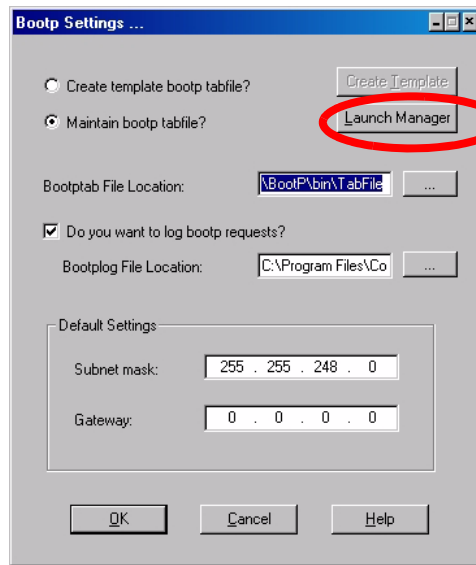 Bootp Settings ...
Create template bootp tabfile?
Create Template
Maintain bootp tabfile?
Launch Manager
Bootptab File Location:
\BootP\bin\TabFile
...
Do you want to log bootp requests?
Bootplog File Location:
C:\Program Files\Co
...
Default Settings
Subnet mask:
255 . 255 . 248 . 0
Gateway:
0 . 0 . 0 . 0
OK
Cancel
Help